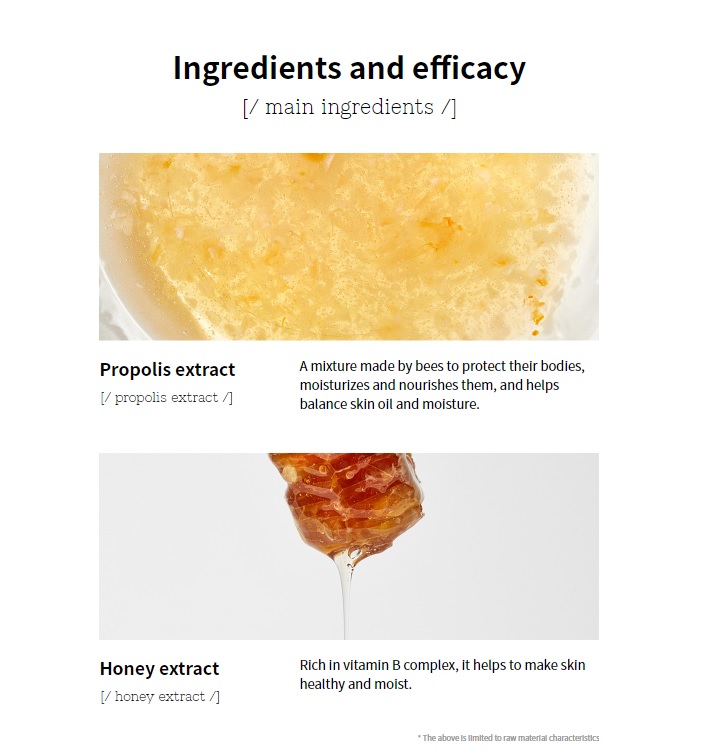 Ingredients and efficacy
[/ main ingredients /]
Propolis extract
[/ propolis extract /]
A mixture made by bees to protect their bodies,
moisturizes and nourishes them, and helps
balance skin oil and moisture.
Honey extract
[/ honey extract /]
Rich in vitamin B complex, it helps to make skin
healthy and moist.
* The above is limited to raw material characteristics